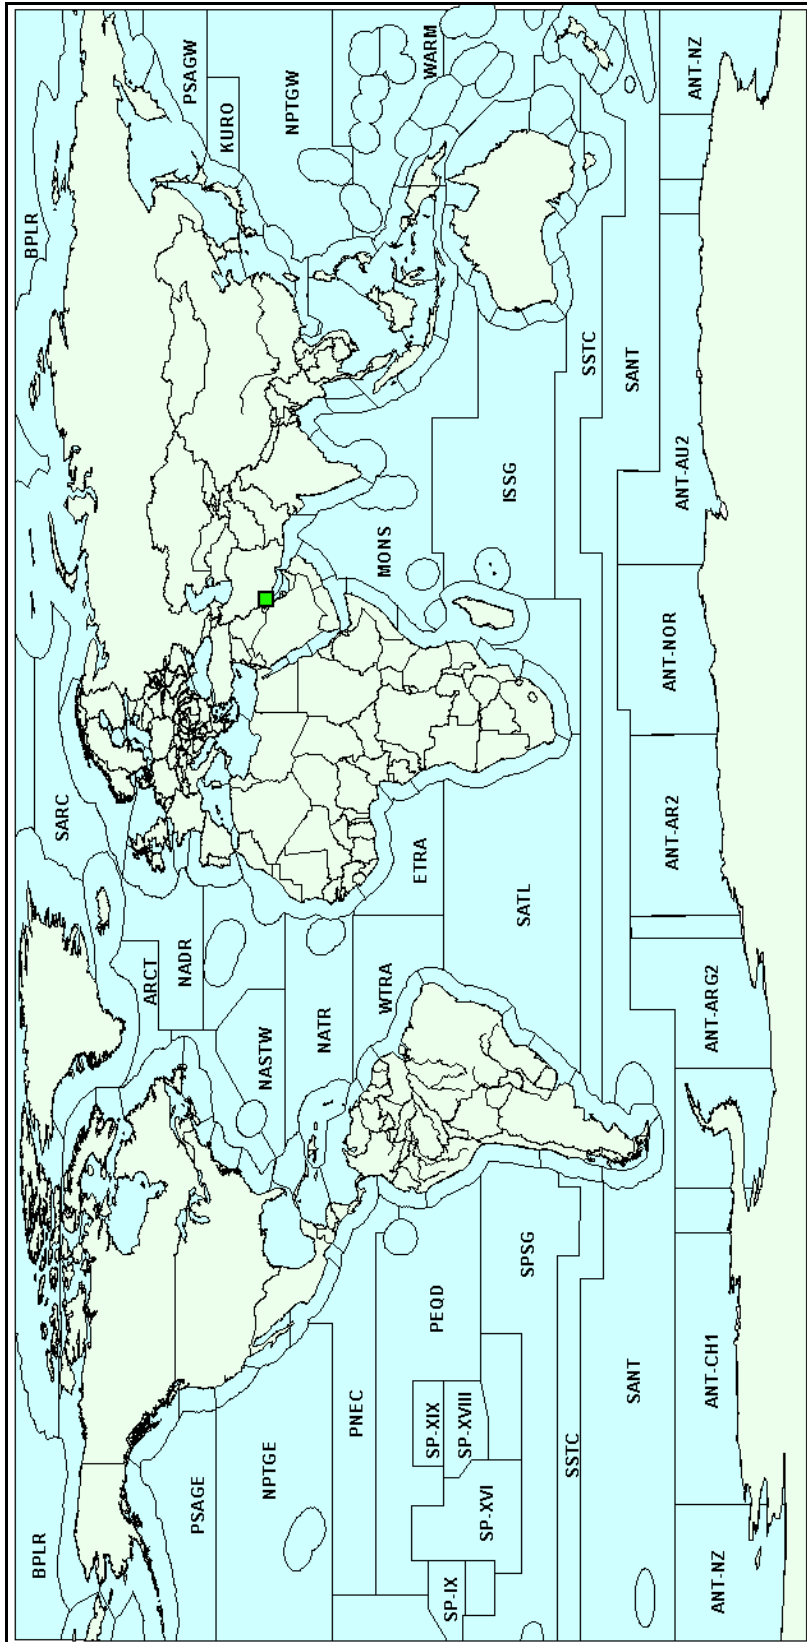 BPLR
BPLR
SARC
ARCT
NADR
PSAGE
PSAGW
KURO
NPTGE
NASTW
NPTGW
NATR
PNEC
WTRA
MONS
ETRA
WARM
PEQD
SP-XIX
SP-IX
SP-XVIII
SP-XVI
ISSG
SPSG
SATL
SSTC
SSTC
SANT
SANT
ANT-NZ
ANT-CH1
ANT-ARG2
ANT-AR2
ANT-NOR
ANT-AU2
ANT-NZ